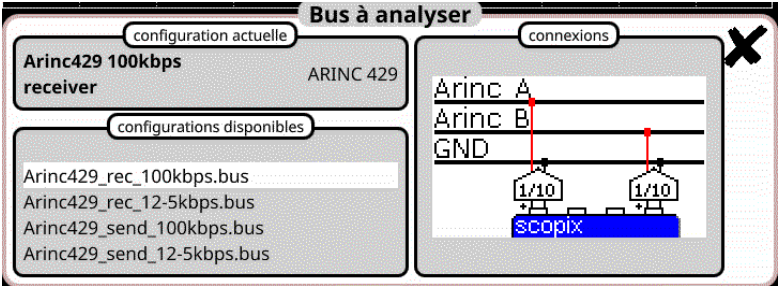 Bus à analyser
configuration actuelle
Arinc429 100kbps
receiver
ARINC 429
configurations disponibles
Arinc429_rec_100kbps.bus
Arinc429_rec_12-5kbps.bus
Arinc429_send_100kbps.bus
Arinc429_send_12-5kbps.bus
connexions
Arinc A
Arinc B
GND
1/10 1/10
+ +
scopix